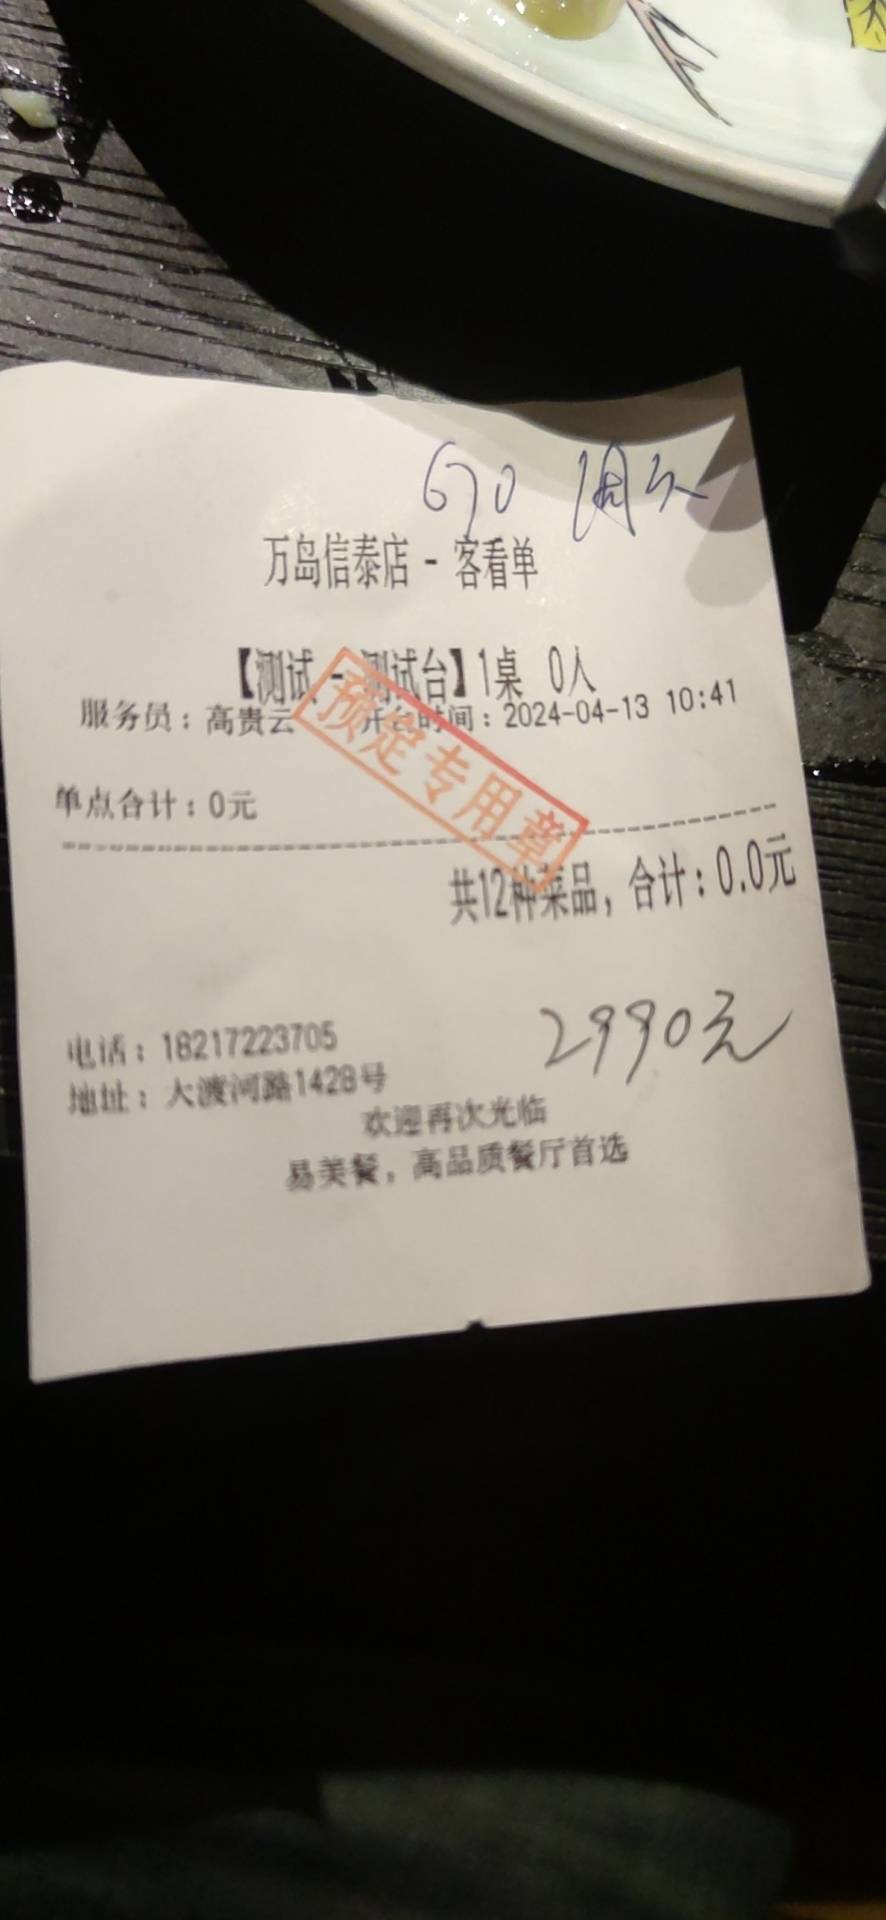 670
万岛信泰店 - 客看单
【测试 - 测试台】1桌 0人
服务员：高贵云 开台时间：2024-04-13 10:41
预定专用章
单点合计：0元
共12种菜品，合计：0.0元
2990元
电话：18217223705
地址：大渡河路1428号
欢迎再次光临
易美餐，高品质餐厅首选